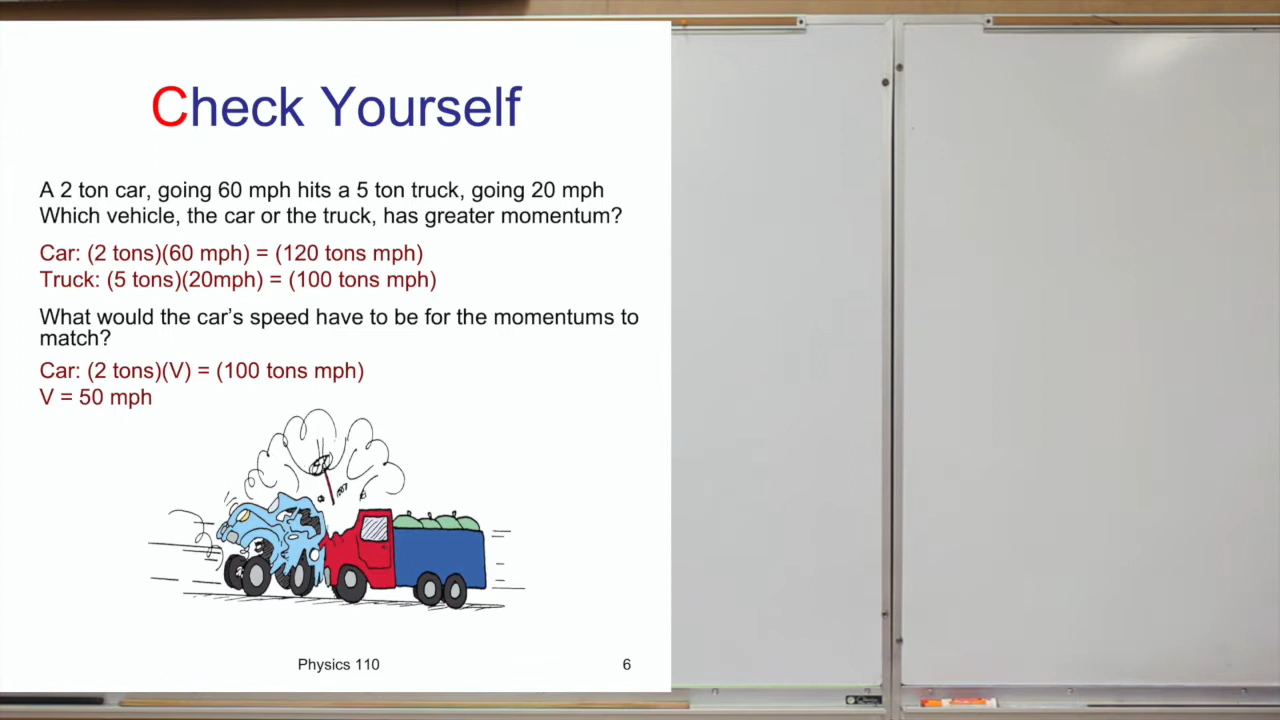 Check Yourself
A 2 ton car, going 60 mph hits a 5 ton truck, going 20 mph
Which vehicle, the car or the truck, has greater momentum?
Car: (2 tons)(60 mph) = (120 tons mph)
Truck: (5 tons)(20mph) = (100 tons mph)
What would the car’s speed have to be for the momentums to
match?
Car: (2 tons)(V) = (100 tons mph)
V = 50 mph
Physics 110
6